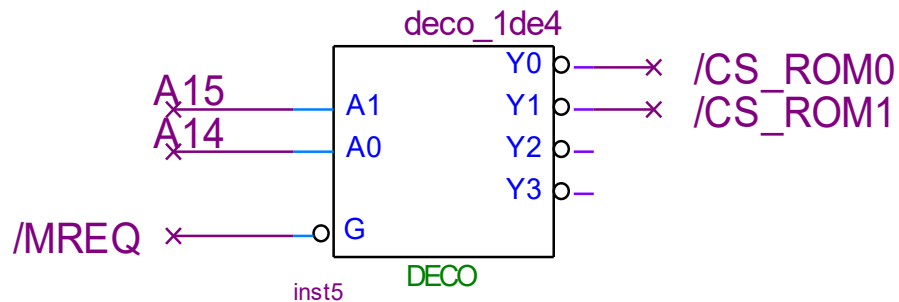 deco_1de4
Y0 /CS_ROM0
A15 A1 Y1 /CS_ROM1
A14 A0 Y2
Y3
/MREQ G
DECO
inst5